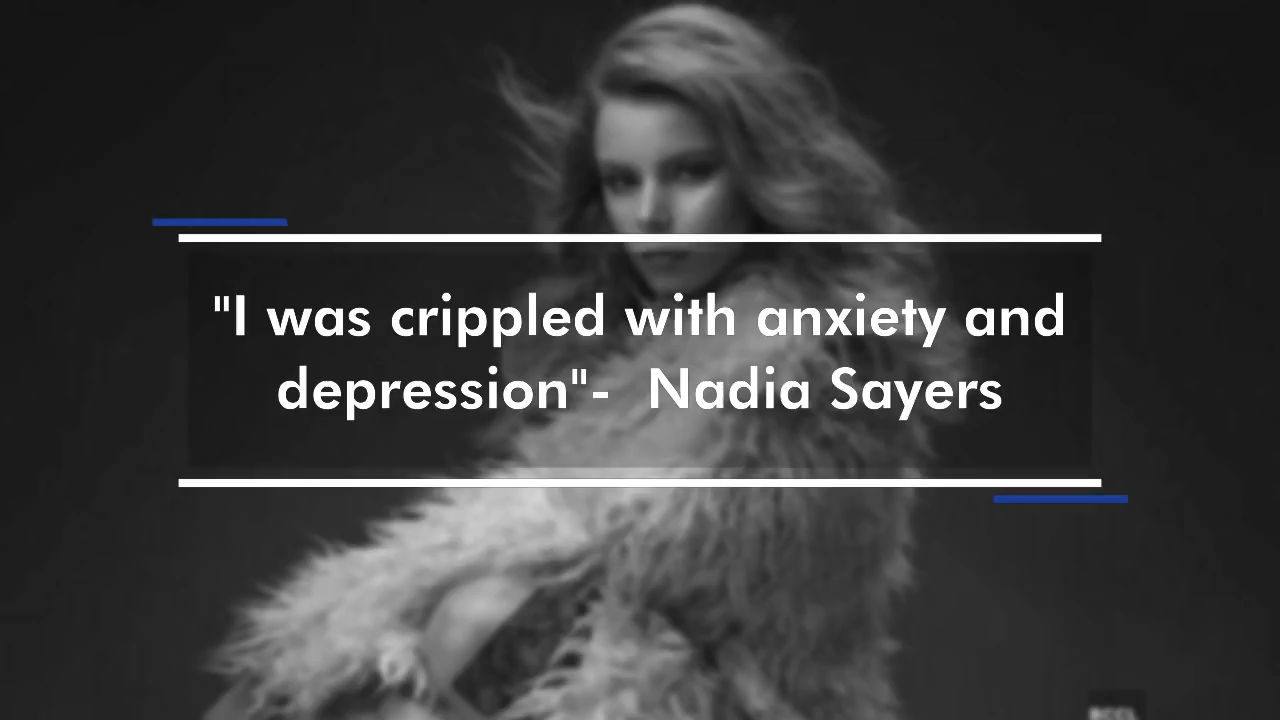 "I was crippled with anxiety and
depression"-  Nadia Sayers